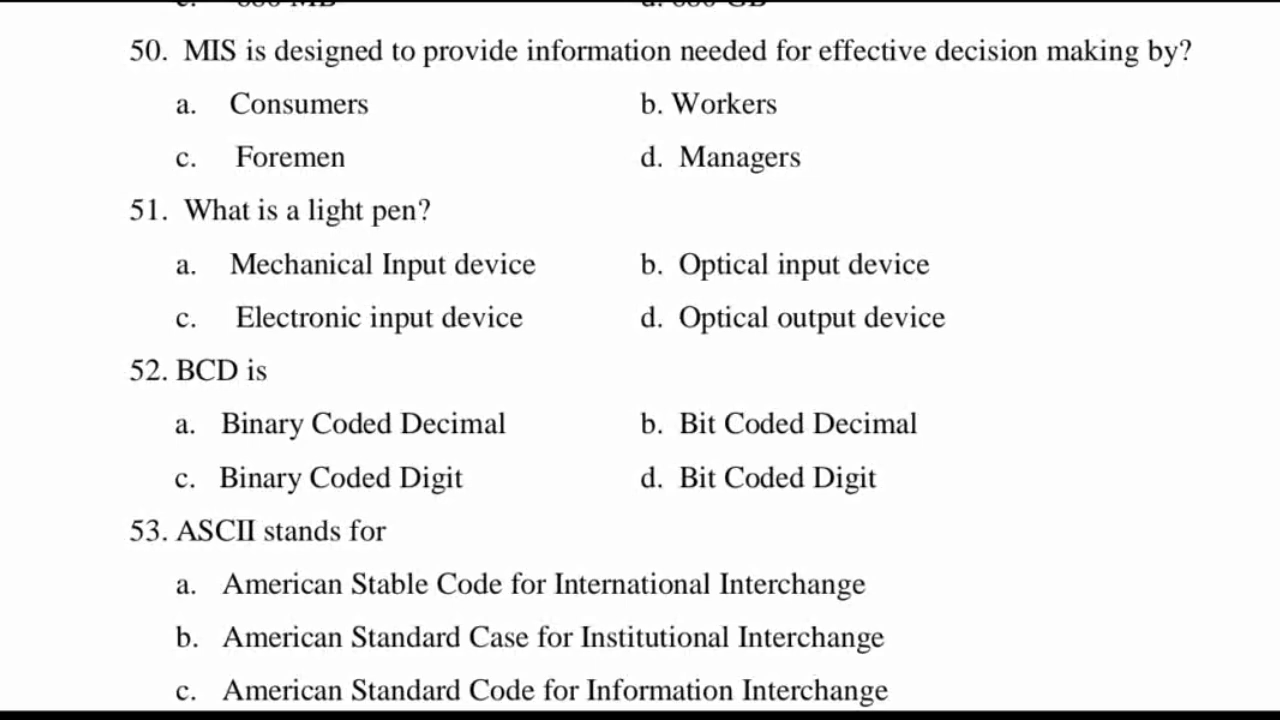 50. MIS is designed to provide information needed for effective decision making by?
a. Consumers b. Workers
c. Foremen d. Managers
51. What is a light pen?
a. Mechanical Input device b. Optical input device
c. Electronic input device d. Optical output device
52. BCD is
a. Binary Coded Decimal b. Bit Coded Decimal
c. Binary Coded Digit d. Bit Coded Digit
53. ASCII stands for
a. American Stable Code for International Interchange
b. American Standard Case for Institutional Interchange
c. American Standard Code for Information Interchange